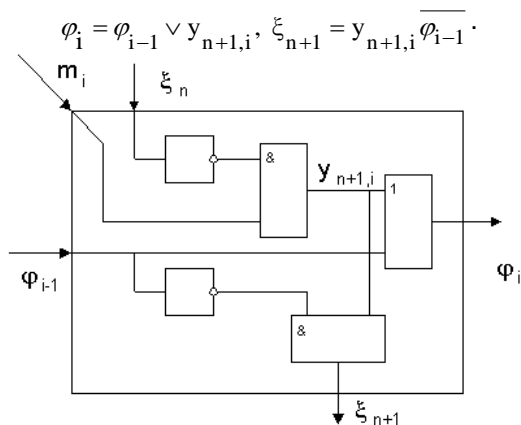 φᵢ = φᵢ₋₁ ∨ yₙ₊₁,ᵢ, ξₙ₊₁ = yₙ₊₁,ᵢ φ̅ᵢ₋₁̅ ·
mᵢ
ξₙ
&
yₙ₊₁,ᵢ
1
φᵢ₋₁
φᵢ
&
ξₙ₊₁